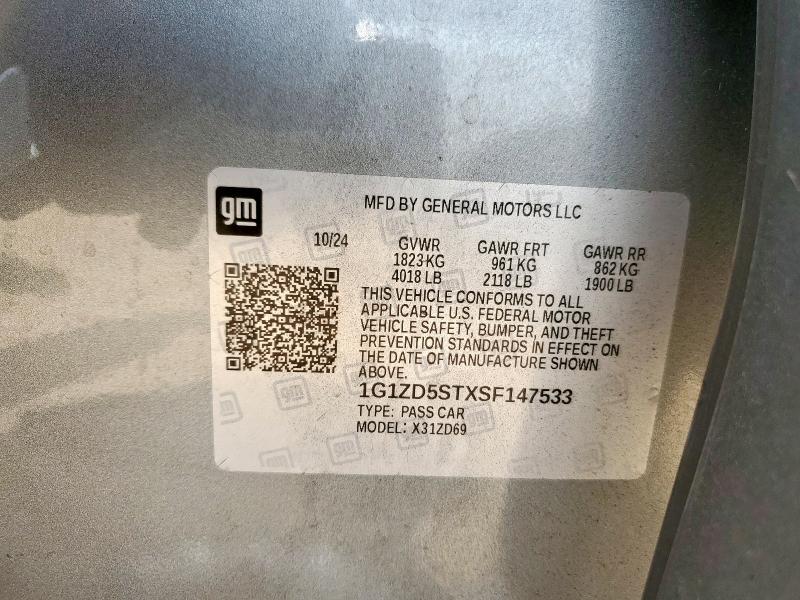 gm
MFD BY GENERAL MOTORS LLC
10/24
GVWR
1823 KG
4018 LB
GAWR FRT
961 KG
2118 LB
GAWR RR
862 KG
1900 LB
THIS VEHICLE CONFORMS TO ALL
APPLICABLE U.S. FEDERAL MOTOR
VEHICLE SAFETY, BUMPER, AND THEFT
PREVENTION STANDARDS IN EFFECT ON
THE DATE OF MANUFACTURE SHOWN
ABOVE.
1G1ZD5STXSF147533
TYPE: PASS CAR
MODEL: X31ZD69